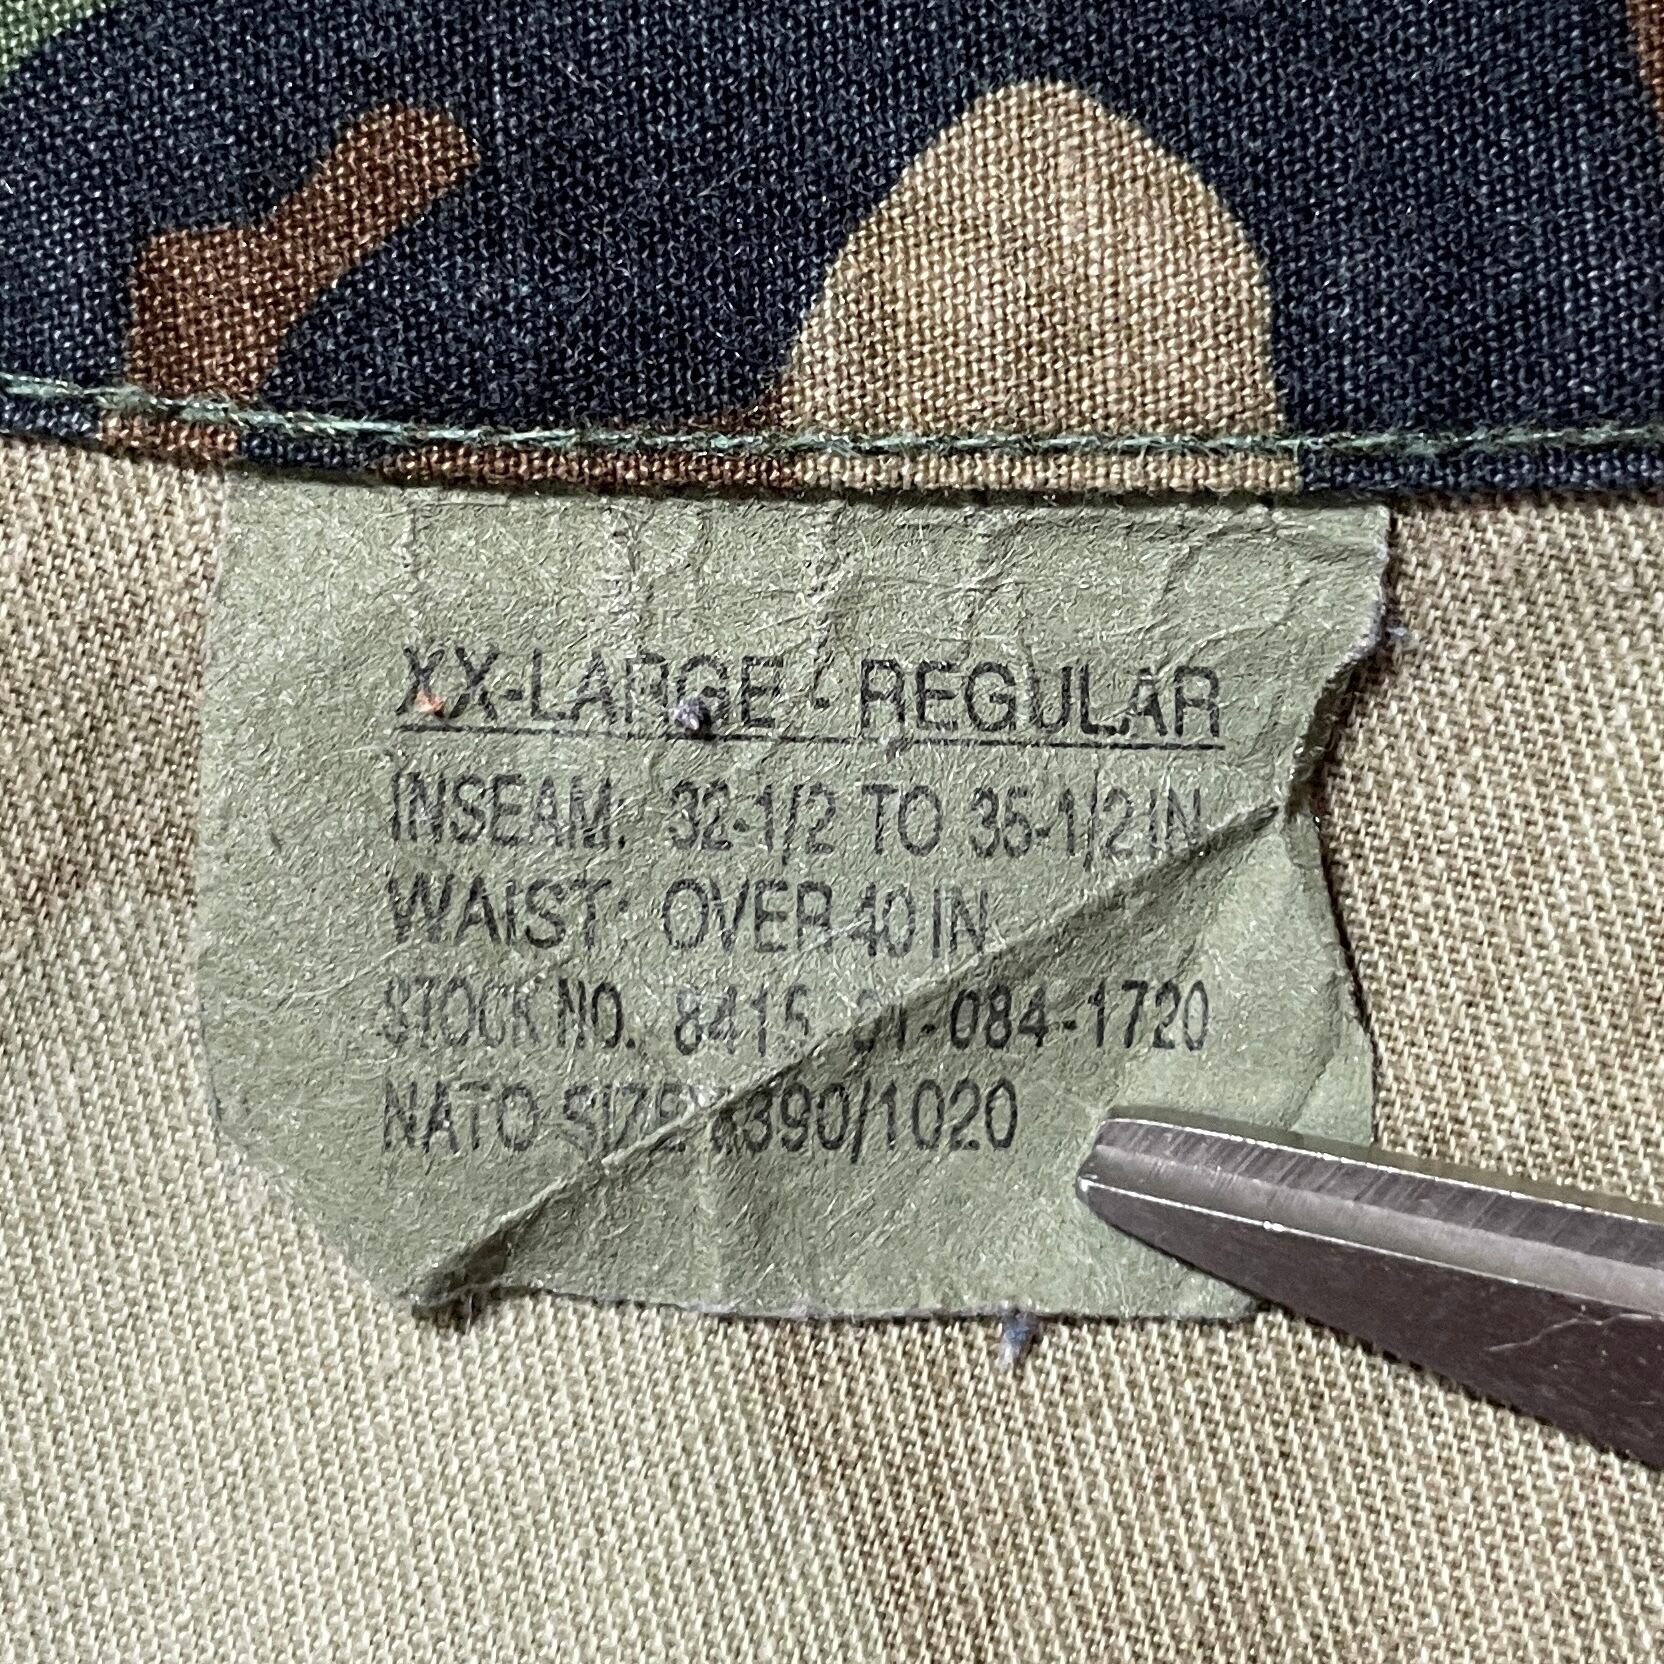 XX-LARGE - REGULAR
INSEAM. 32-1/2 TO 35-1/2 IN
WAIST: OVER 40 IN
STOCK NO. 8415-01-084-1720
NATO SIZE: 8390/1020